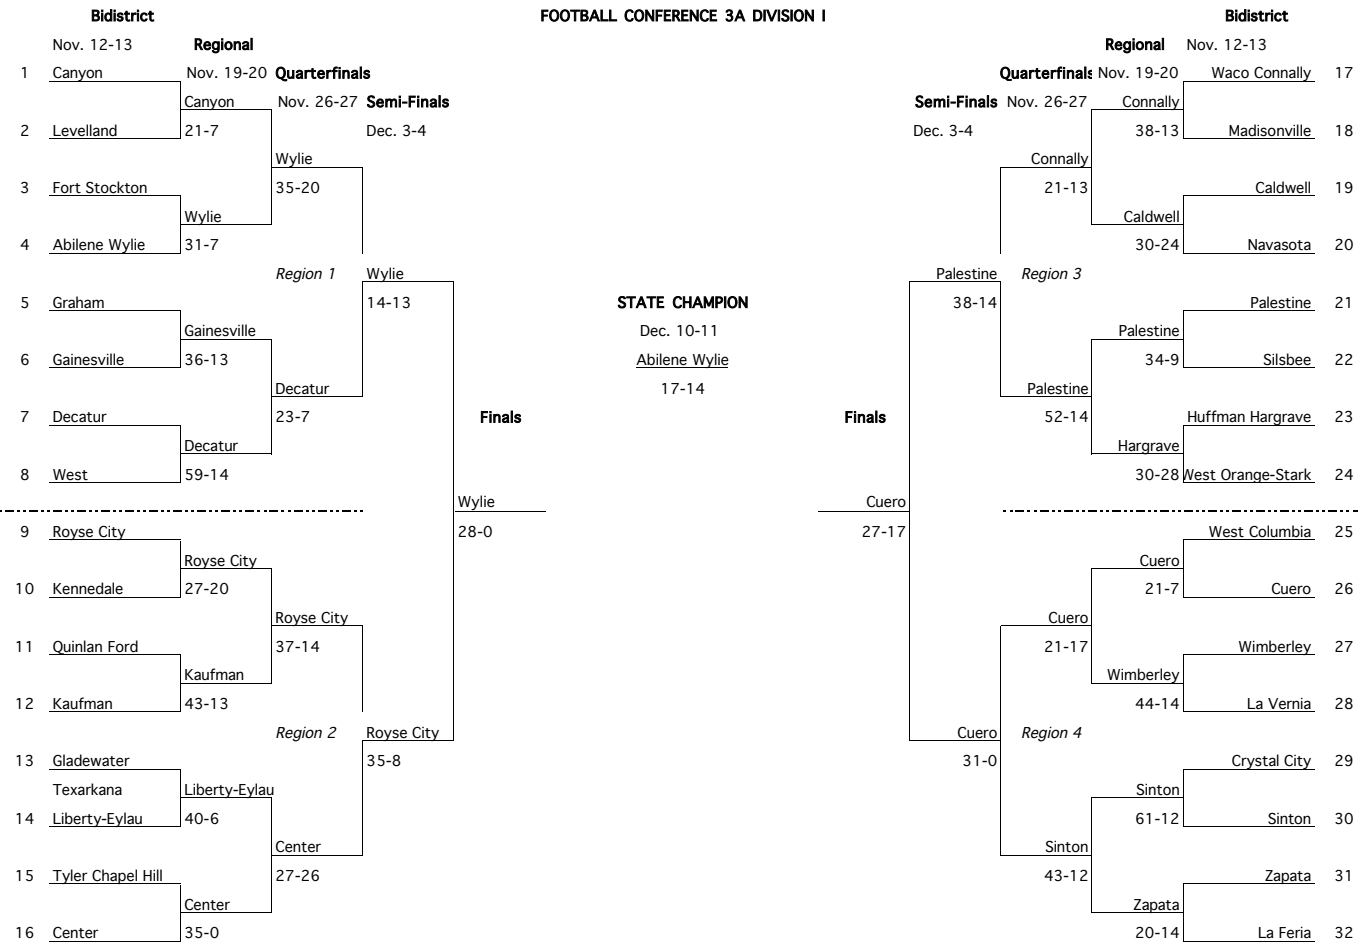 Bidistrict FOOTBALL CONFERENCE 3A DIVISION I Bidistrict
Nov. 12-13 Regional Regional Nov. 12-13
1 Canyon Nov. 19-20 Quarterfinals Quarterfinals Nov. 19-20 Waco Connally 17
Canyon Nov. 26-27 Semi-Finals Semi-Finals Nov. 26-27 Connally
2 Levelland 21-7 Dec. 3-4 Dec. 3-4 38-13 Madisonville 18
Wylie Connally
3 Fort Stockton 35-20 21-13 Caldwell 19
Wylie Caldwell
4 Abilene Wylie 31-7 30-24 Navasota 20
Region 1 Wylie Palestine Region 3
5 Graham 14-13 STATE CHAMPION 38-14 Palestine 21
Gainesville Dec. 10-11 Palestine
6 Gainesville 36-13 Abilene Wylie 34-9 Silsbee 22
Decatur 17-14 Palestine
7 Decatur 23-7 Finals Finals 52-14 Huffman Hargrave 23
Decatur Hargrave
8 West 59-14 30-28 West Orange-Stark 24
Wylie Cuero
9 Royse City 28-0 27-17 West Columbia 25
Royse City Cuero
10 Kennedale 27-20 21-7 Cuero 26
Royse City Cuero
11 Quinlan Ford 37-14 21-17 Wimberley 27
Kaufman Wimberley
12 Kaufman 43-13 44-14 La Vernia 28
Region 2 Royse City Cuero Region 4
13 Gladewater 35-8 31-0 Crystal City 29
Texarkana Liberty-Eylau Sinton
14 Liberty-Eylau 40-6 61-12 Sinton 30
Center Sinton
15 Tyler Chapel Hill 27-26 43-12 Zapata 31
Center Zapata
16 Center 35-0 20-14 La Feria 32